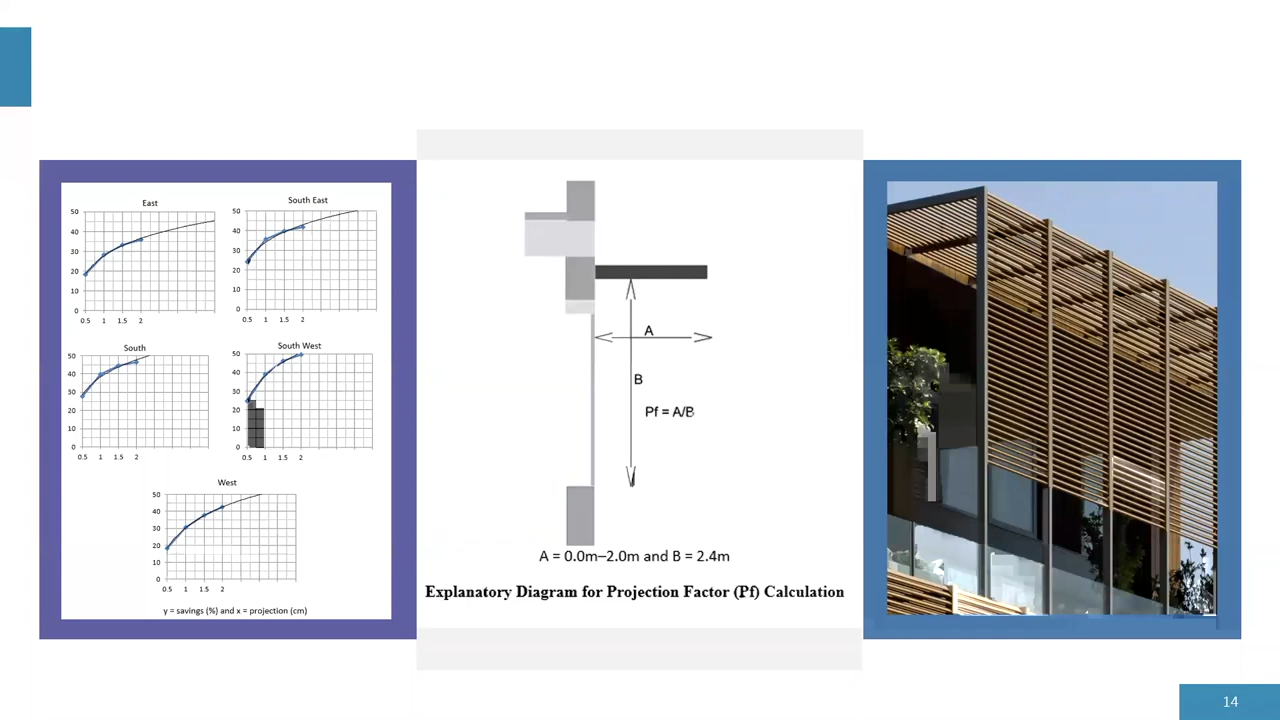 East
50
40
30
20
10
0
0.5 1 1.5 2
South East
50
40
30
20
10
0
0.5 1 1.5 2
South
50
40
30
20
10
0
0.5 1 1.5 2
South West
50
40
30
20
10
0
0.5 1 1.5 2
West
50
40
30
20
10
0
0.5 1 1.5 2
y = savings (%) and x = projection (cm)
A
B
Pf = A/B
A = 0.0m–2.0m and B = 2.4m
Explanatory Diagram for Projection Factor (Pf) Calculation
14